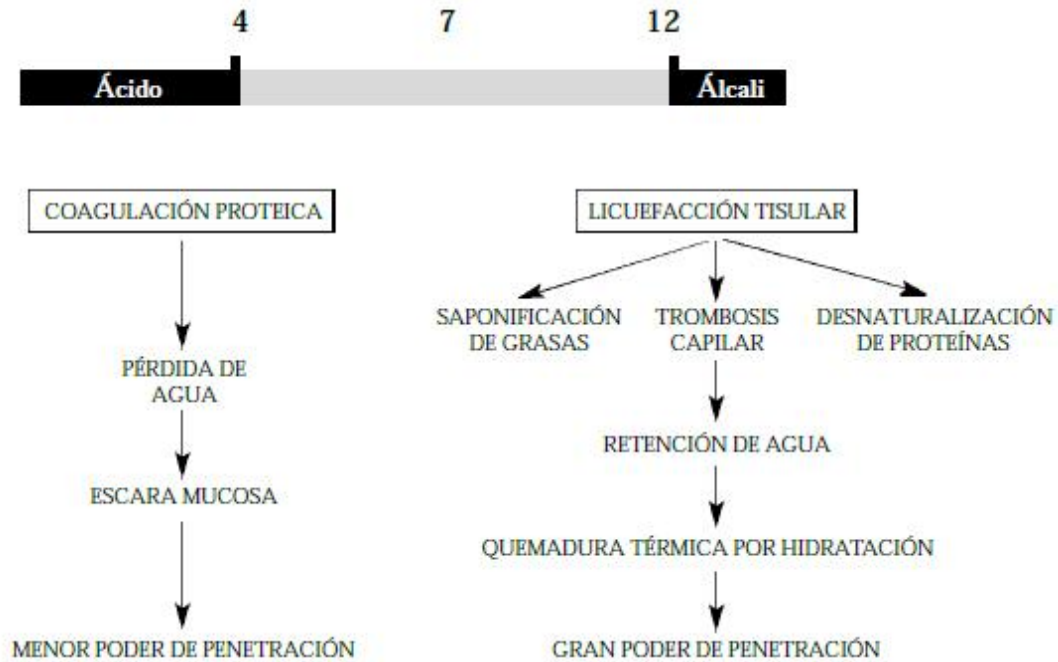 4 7 12
Ácido Álcali
COAGULACIÓN PROTEICA
PÉRDIDA DE
AGUA
ESCARA MUCOSA
MENOR PODER DE PENETRACIÓN
LICUEFACCIÓN TISULAR
SAPONIFICACIÓN
DE GRASAS
TROMBOSIS
CAPILAR
DESNATURALIZACIÓN
DE PROTEÍNAS
RETENCIÓN DE AGUA
QUEMADURA TÉRMICA POR HIDRATACIÓN
GRAN PODER DE PENETRACIÓN